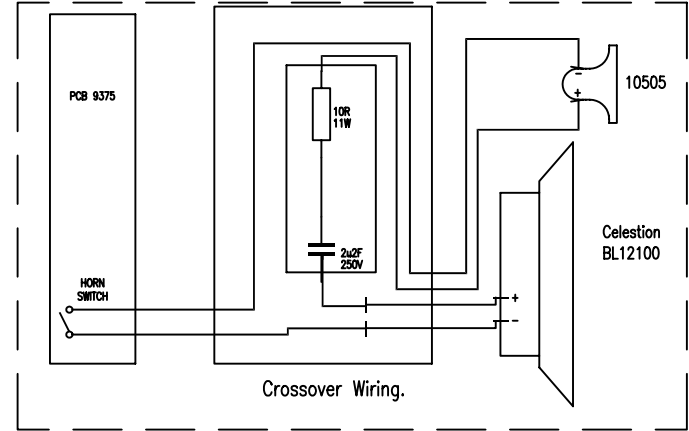 PCB 9375
10R
11W
2u2F
250V
HORN
SWITCH
-
+
10505
Celestion
BL12100
+
-
Crossover Wiring.